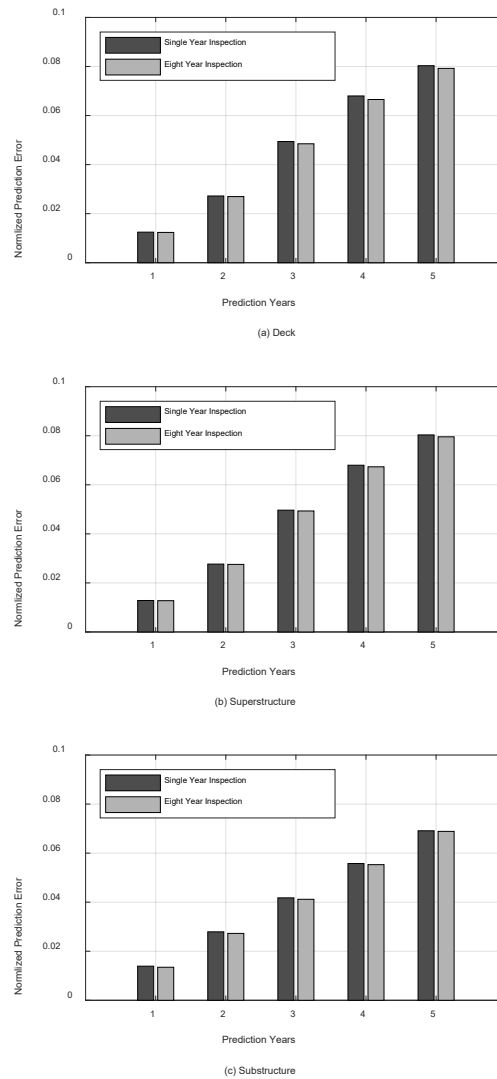 0.1
Single Year Inspection
Eight Year Inspection
0.08
0.06
0.04
0.02
0
Normlized Prediction Error
1 2 3 4 5
Prediction Years
(a) Deck
0.1
Single Year Inspection
Eight Year Inspection
0.08
0.06
0.04
0.02
0
Normlized Prediction Error
1 2 3 4 5
Prediction Years
(b) Superstructure
0.1
Single Year Inspection
Eight Year Inspection
0.08
0.06
0.04
0.02
0
Normlized Prediction Error
1 2 3 4 5
Prediction Years
(c) Substructure